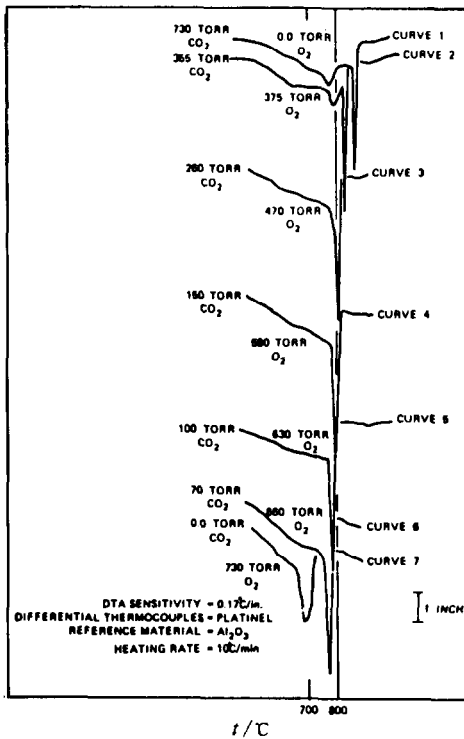 730 TORR
CO₂
0.0 TORR
O₂
CURVE 1
CURVE 2
365 TORR
CO₂
375 TORR
O₂
CURVE 3
260 TORR
CO₂
470 TORR
O₂
CURVE 4
150 TORR
CO₂
680 TORR
O₂
CURVE 5
100 TORR
CO₂
630 TORR
O₂
70 TORR
CO₂
660 TORR
O₂
CURVE 6
CURVE 7
0.0 TORR
CO₂
730 TORR
O₂
DTA SENSITIVITY = 0.17°C/in.
DIFFERENTIAL THERMOCOUPLES = PLATINEL
REFERENCE MATERIAL = Al₂O₃
HEATING RATE = 10°C/min
1 INCH
700 800
t/℃